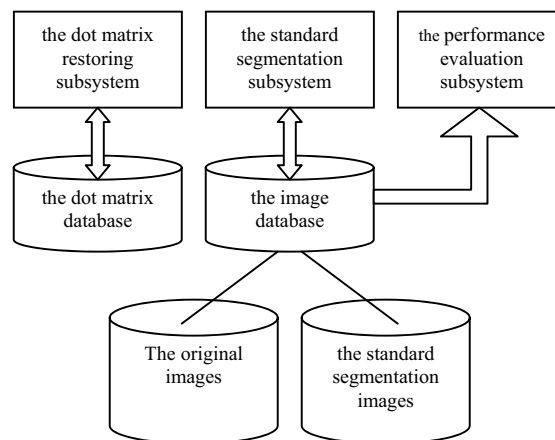 the dot matrix
restoring
subsystem
the standard
segmentation
subsystem
the performance
evaluation
subsystem
the dot matrix
database
the image
database
The original
images
the standard
segmentation
images